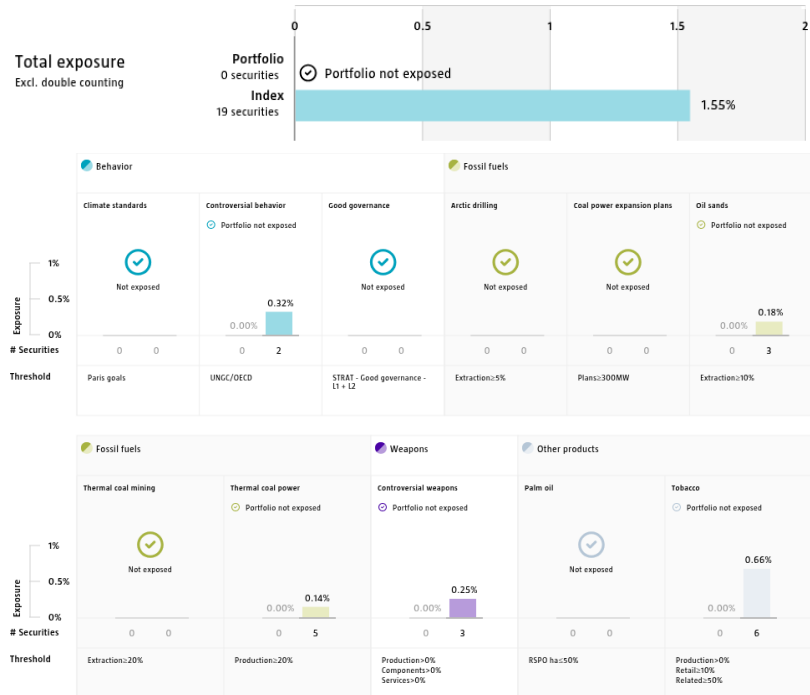 0 0.5 1 1.5 2
Total exposure
Excl. double counting
Portfolio
0 securities
Portfolio not exposed
Index
19 securities
1.55%
Behavior
Fossil fuels
Climate standards
Controversial behavior
Good governance
Arctic drilling
Coal power expansion plans
Oil sands
Portfolio not exposed
Portfolio not exposed
Not exposed
Not exposed
Not exposed
Not exposed
Exposure
1%
0.5%
0%
0.00% 0.32%
0.00% 0.18%
# Securities
0 0
0 2
0 0
0 0
0 0
0 3
Threshold
Paris goals
UNGC/OECD
STRAT - Good governance -
L1 + L2
Extraction≥5%
Plans≥300MW
Extraction≥10%
Fossil fuels
Weapons
Other products
Thermal coal mining
Thermal coal power
Controversial weapons
Palm oil
Tobacco
Portfolio not exposed
Portfolio not exposed
Portfolio not exposed
Not exposed
Not exposed
Exposure
1%
0.5%
0%
0.00% 0.14%
0.00% 0.25%
0.00% 0.66%
# Securities
0 0
0 5
0 3
0 0
0 6
Threshold
Extraction≥20%
Production≥20%
Production>0%
Components>0%
Services>0%
RSPO ha≤50%
Production>0%
Retail≥10%
Related≥50%